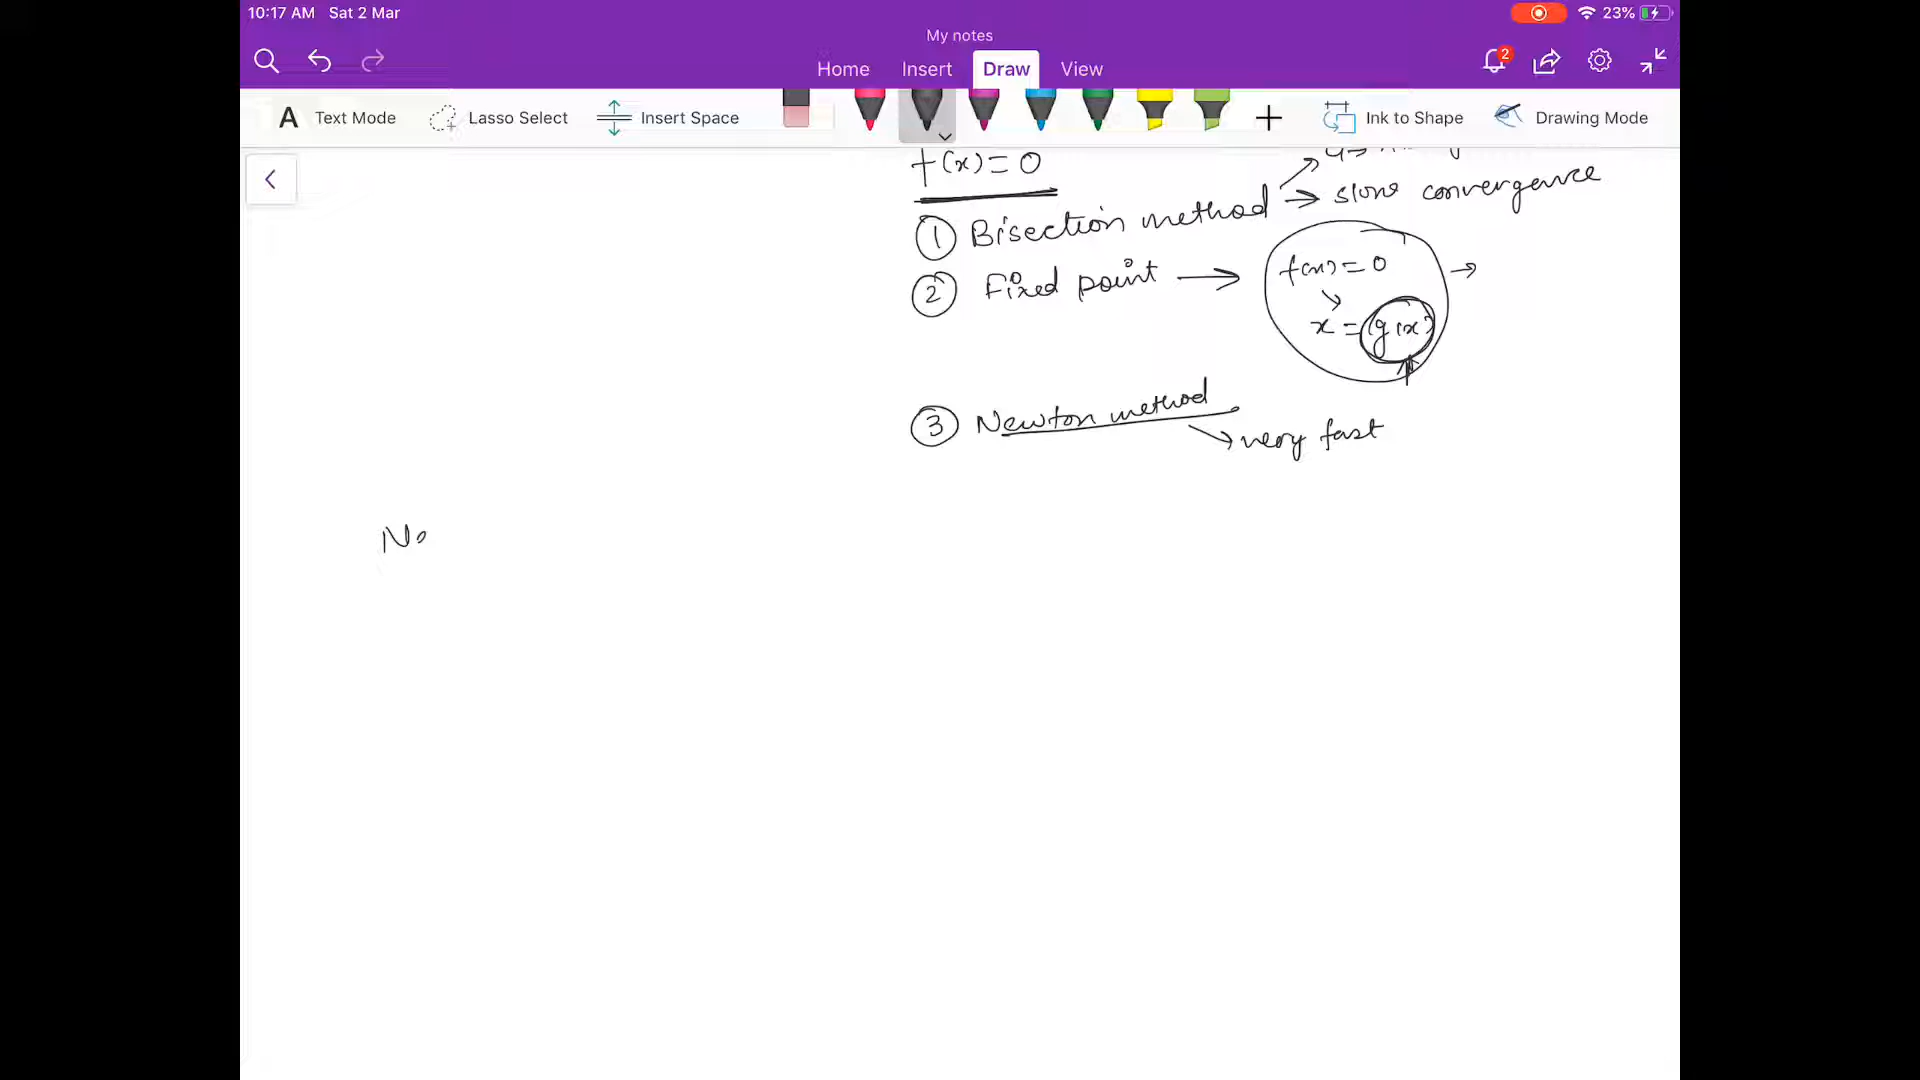 10:17 AM Sat 2 Mar
23%
My notes
2
Home Insert Draw View
A Text Mode Lasso Select Insert Space Ink to Shape Drawing Mode
f(x) = 0
① Bisection method → slow convergence
② Fixed point → f(x) = 0 →
x = g(x)
③ Newton method
→ very fast
No